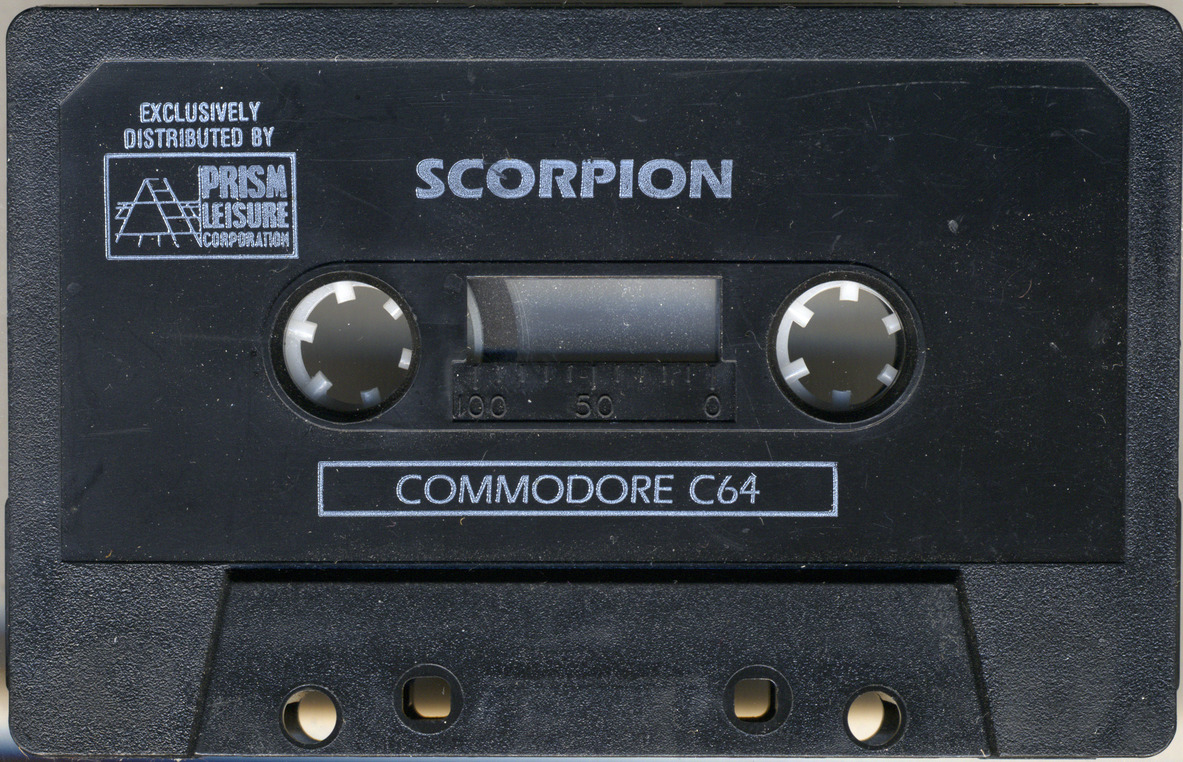 EXCLUSIVELY
DISTRIBUTED BY
PRISM
LEISURE
CORPORATION
SCORPION
100 50 0
COMMODORE C64